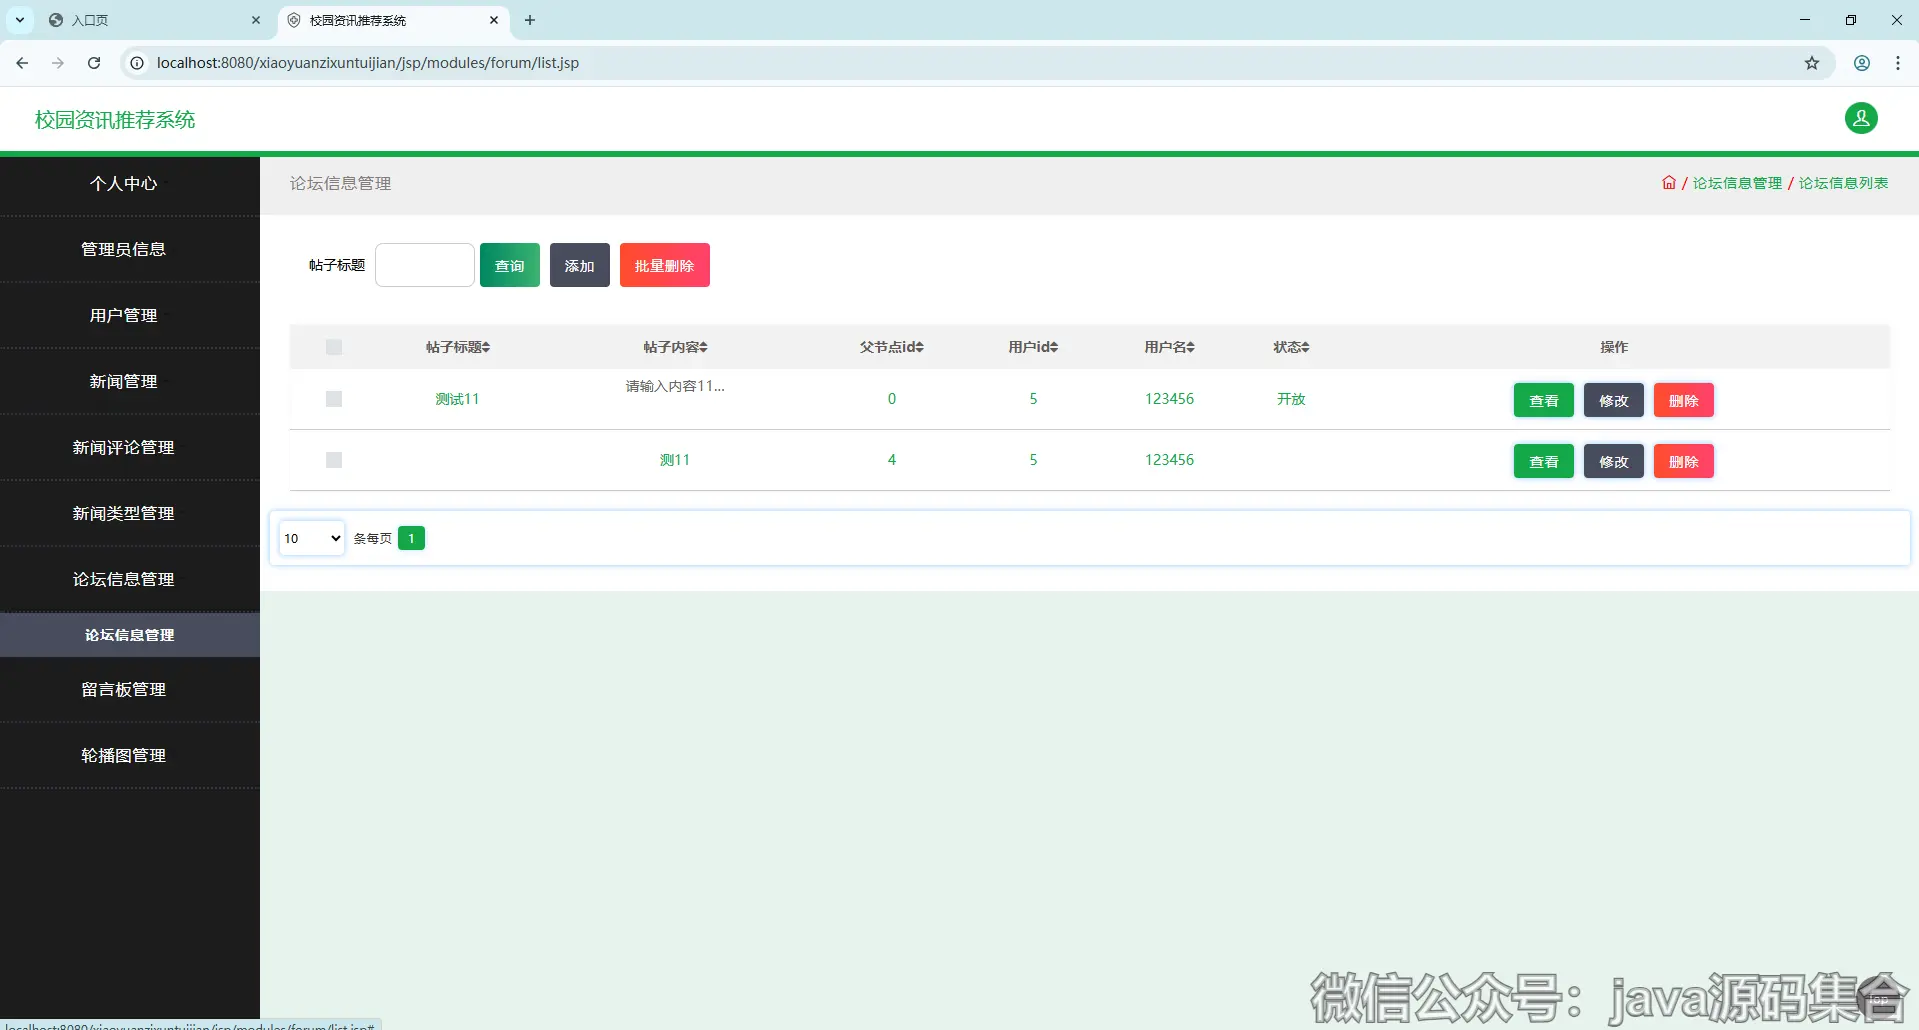 入口页
校园资讯推荐系统
localhost:8080/xiaoyuanzixuntuijian/jsp/modules/forum/list.jsp
校园资讯推荐系统
个人中心
管理员信息
用户管理
新闻管理
新闻评论管理
新闻类型管理
论坛信息管理
论坛信息管理
留言板管理
轮播图管理
论坛信息管理
/ 论坛信息管理 / 论坛信息列表
帖子标题 查询 添加 批量删除
帖子标题 帖子内容 父节点id 用户id 用户名 状态 操作
测试11 请输入内容11... 0 5 123456 开放 查看 修改 删除
测11 4 5 123456 查看 修改 删除
10 条每页 1
微信公众号：java源码集合
Top
localhost:8080/xiaoyuanzixuntuijian/jsp/modules/forum/list.jsp#